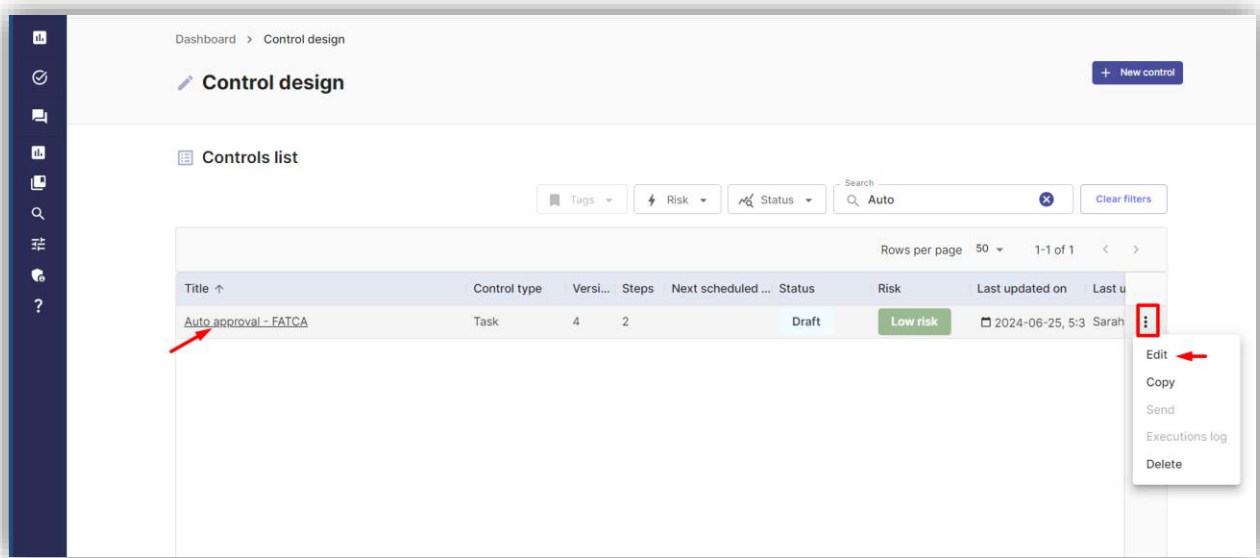 Dashboard > Control design
Control design
+ New control
Controls list
Tags
Risk
Status
Search
Auto
Clear filters
Rows per page 50 1-1 of 1 < >
Title ↑ Control type Versi... Steps Next scheduled ... Status Risk Last updated on Last u
Auto approval - FATCA Task 4 2 Draft Low risk 2024-06-25, 5:3 Sarah
Edit
Copy
Send
Executions log
Delete
?